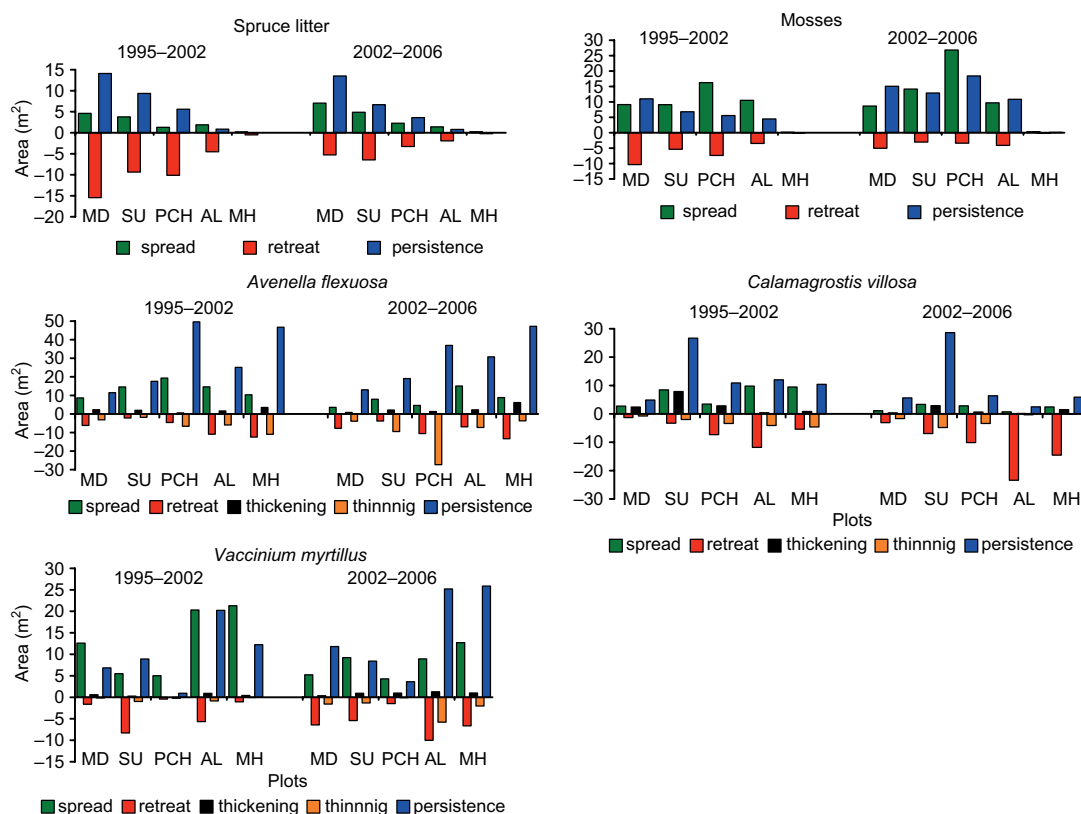 Spruce litter
1995–2002 2002–2006
Area (m²)
15
10
5
0
–5
–10
–15
–20
MD SU PCH AL MH MD SU PCH AL MH
spread retreat persistence
Mosses
1995–2002 2002–2006
Area (m²)
30
25
20
15
10
5
0
–5
–10
–15
MD SU PCH AL MH MD SU PCH AL MH
spread retreat persistence
Avenella flexuosa
1995–2002 2002–2006
Area (m²)
50
40
30
20
10
0
–10
–20
–30
MD SU PCH AL MH MD SU PCH AL MH
spread retreat thickening thinnnig persistence
Calamagrostis villosa
1995–2002 2002–2006
30
20
10
0
–10
–20
–30
MD SU PCH AL MH MD SU PCH AL MH
Plots
spread retreat thickening thinnnig persistence
Vaccinium myrtillus
1995–2002 2002–2006
Area (m²)
30
25
20
15
10
5
0
–5
–10
–15
MD SU PCH AL MH MD SU PCH AL MH
Plots
spread retreat thickening thinnnig persistence